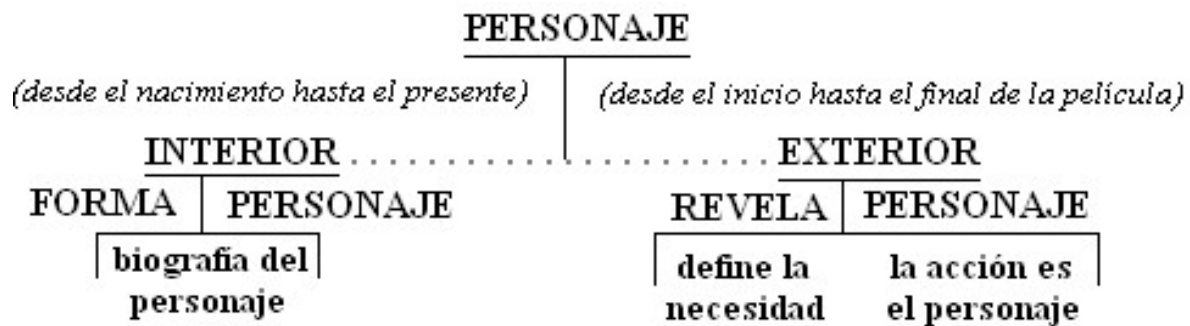 PERSONAJE
(desde el nacimiento hasta el presente) (desde el inicio hasta el final de la película)
INTERIOR . . . . . . . . . . . . . . . . . . . . . . EXTERIOR
FORMA PERSONAJE REVELA PERSONAJE
biografía del define la la acción es
personaje necesidad el personaje